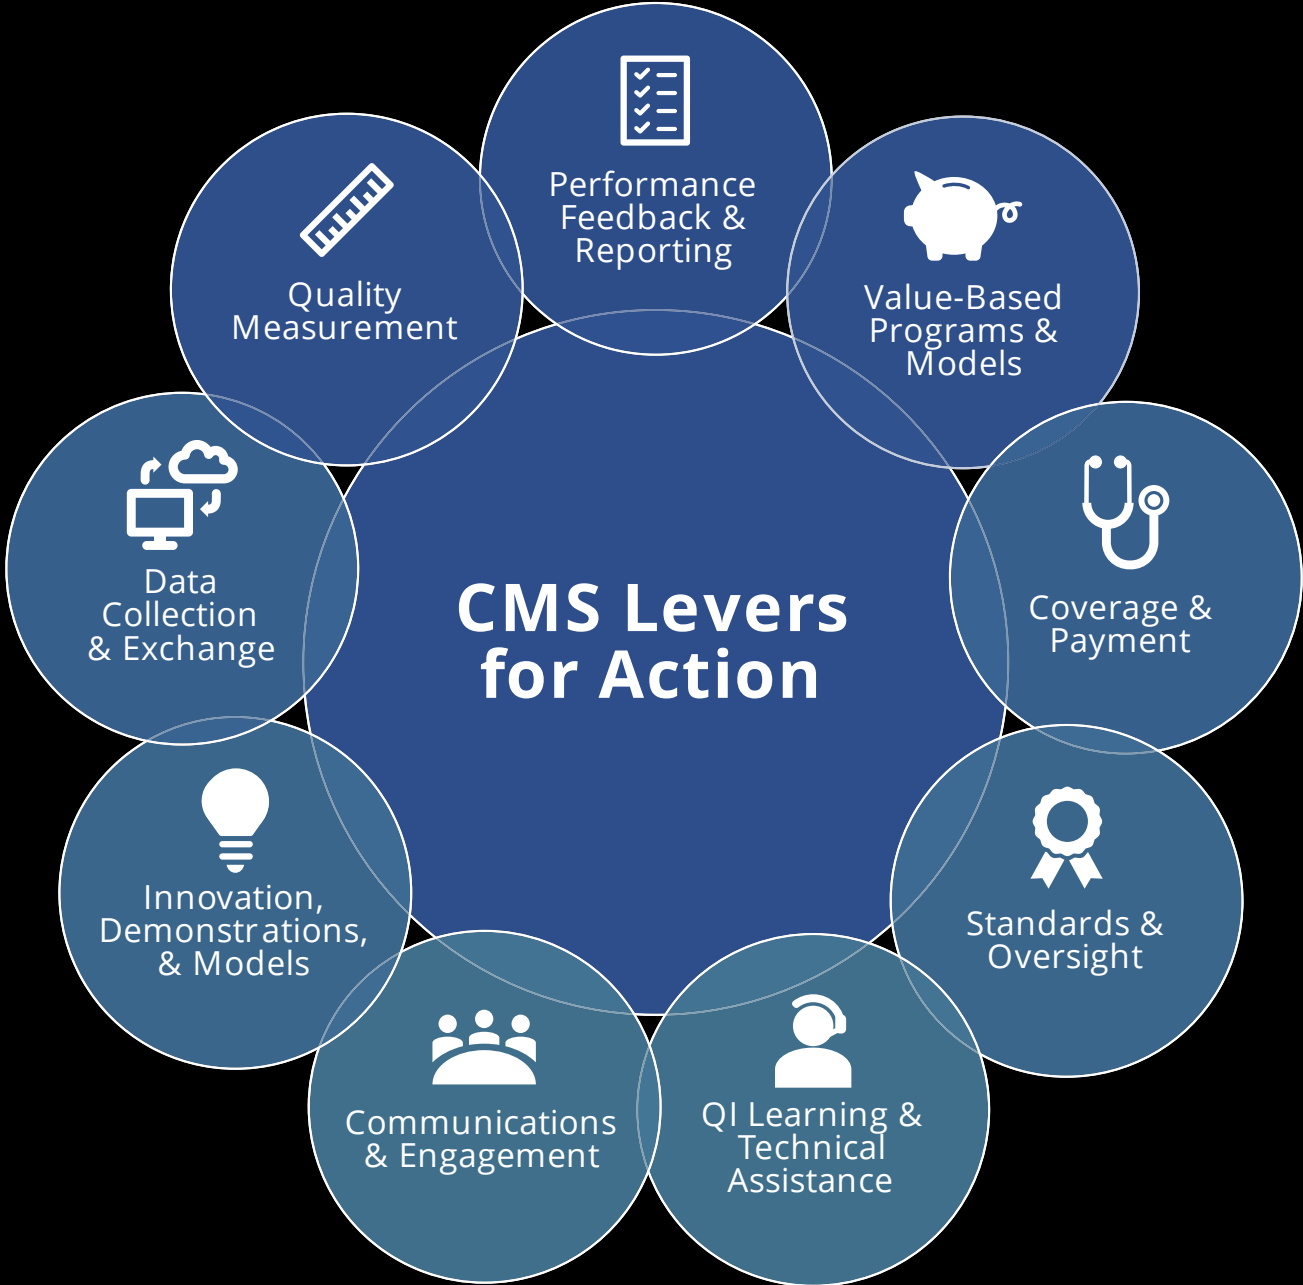 Performance
Feedback &
Reporting
Quality
Measurement
Value-Based
Programs &
Models
Data
Collection
& Exchange
CMS Levers
for Action
Coverage &
Payment
Innovation,
Demonstrations,
& Models
Standards &
Oversight
Communications
& Engagement
QI Learning &
Technical
Assistance